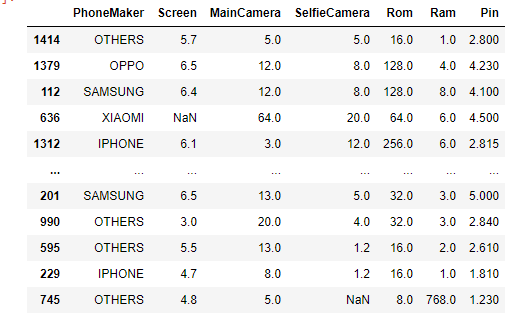 PhoneMaker Screen MainCamera SelfieCamera Rom Ram Pin
1414 OTHERS 5.7 5.0 5.0 16.0 1.0 2.800
1379 OPPO 6.5 12.0 8.0 128.0 4.0 4.230
112 SAMSUNG 6.4 12.0 8.0 128.0 8.0 4.100
636 XIAOMI NaN 64.0 20.0 64.0 6.0 4.500
1312 IPHONE 6.1 3.0 12.0 256.0 6.0 2.815
... ... ... ... ... ... ... ...
201 SAMSUNG 6.5 13.0 5.0 32.0 3.0 5.000
990 OTHERS 3.0 20.0 4.0 32.0 3.0 2.840
595 OTHERS 5.5 13.0 1.2 16.0 2.0 2.610
229 IPHONE 4.7 8.0 1.2 16.0 1.0 1.810
745 OTHERS 4.8 5.0 NaN 8.0 768.0 1.230